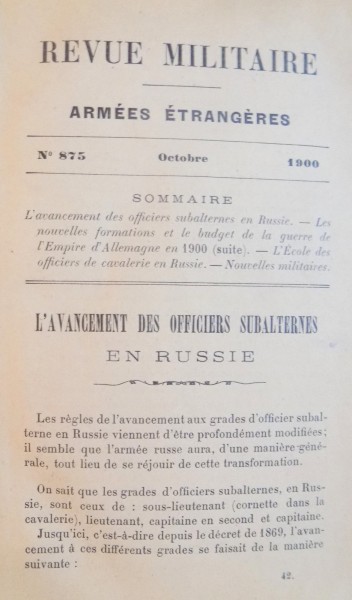 REVUE MILITAIRE
ARMÉES ÉTRANGÈRES
N° 875 Octobre 1900
SOMMAIRE
L'avancement des officiers subalternes en Russie. — Les
nouvelles formations et le budget de la guerre de
l'Empire d'Allemagne en 1900 (suite). — L'École des
officiers de cavalerie en Russie. — Nouvelles militaires.
L'AVANCEMENT DES OFFICIERS SUBALTERNES
EN RUSSIE
Les règles de l'avancement aux grades d'officier subal-
terne en Russie viennent d'être profondément modifiées;
il semble que l'armée russe aura, d'une manière géné-
rale, tout lieu de se réjouir de cette transformation.
On sait que les grades d'officiers subalternes, en Rus-
sie, sont ceux de : sous-lieutenant (cornette dans la
cavalerie), lieutenant, capitaine en second et capitaine.
Jusqu'ici, c'est-à-dire depuis le décret de 1869, l'avan-
cement à ces différents grades se faisait de la manière
suivante :
42.